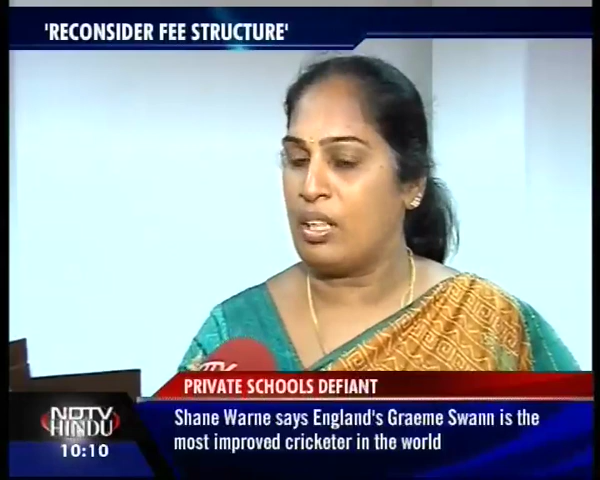 'RECONSIDER FEE STRUCTURE'
NDTV
PRIVATE SCHOOLS DEFIANT
NDTV
HINDU
10:10
Shane Warne says England's Graeme Swann is the
most improved cricketer in the world